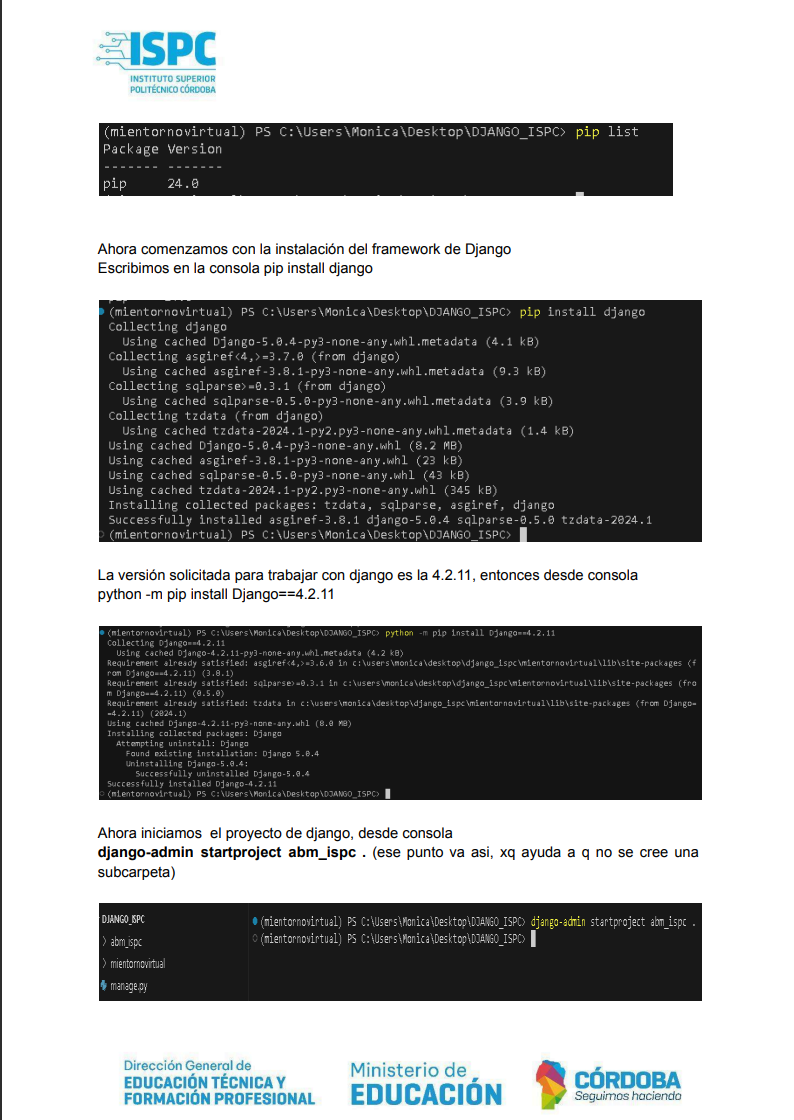 ISPC
INSTITUTO SUPERIOR
POLITÉCNICO CÓRDOBA
(mientornovirtual) PS C:\Users\Monica\Desktop\DJANGO_ISPC> pip list
Package Version
------- -------
pip     24.0
Ahora comenzamos con la instalación del framework de Django
Escribimos en la consola pip install django
(mientornovirtual) PS C:\Users\Monica\Desktop\DJANGO_ISPC> pip install django
Collecting django
Using cached Django-5.0.4-py3-none-any.whl.metadata (4.1 kB)
Collecting asgiref<4,>=3.7.0 (from django)
Using cached asgiref-3.8.1-py3-none-any.whl.metadata (9.3 kB)
Collecting sqlparse>=0.3.1 (from django)
Using cached sqlparse-0.5.0-py3-none-any.whl.metadata (3.9 kB)
Collecting tzdata (from django)
Using cached tzdata-2024.1-py2.py3-none-any.whl.metadata (1.4 kB)
Using cached Django-5.0.4-py3-none-any.whl (8.2 MB)
Using cached asgiref-3.8.1-py3-none-any.whl (23 kB)
Using cached sqlparse-0.5.0-py3-none-any.whl (43 kB)
Using cached tzdata-2024.1-py2.py3-none-any.whl (345 kB)
Installing collected packages: tzdata, sqlparse, asgiref, django
Successfully installed asgiref-3.8.1 django-5.0.4 sqlparse-0.5.0 tzdata-2024.1
(mientornovirtual) PS C:\Users\Monica\Desktop\DJANGO_ISPC>
La versión solicitada para trabajar con django es la 4.2.11, entonces desde consola
python -m pip install Django==4.2.11
(mientornovirtual) PS C:\Users\Monica\Desktop\DJANGO_ISPC> python -m pip install Django==4.2.11
Collecting Django==4.2.11
Using cached Django-4.2.11-py3-none-any.whl.metadata (4.2 kB)
Requirement already satisfied: asgiref<4,>=3.6.0 in c:\users\monica\desktop\django_ispc\mientornovirtual\lib\site-packages (f
rom Django==4.2.11) (3.8.1)
Requirement already satisfied: sqlparse>=0.3.1 in c:\users\monica\desktop\django_ispc\mientornovirtual\lib\site-packages (fro
m Django==4.2.11) (0.5.0)
Requirement already satisfied: tzdata in c:\users\monica\desktop\django_ispc\mientornovirtual\lib\site-packages (from Django=
=4.2.11) (2024.1)
Using cached Django-4.2.11-py3-none-any.whl (8.0 MB)
Installing collected packages: Django
Attempting uninstall: Django
Found existing installation: Django 5.0.4
Uninstalling Django-5.0.4:
Successfully uninstalled Django-5.0.4
Successfully installed Django-4.2.11
(mientornovirtual) PS C:\Users\Monica\Desktop\DJANGO_ISPC>
Ahora iniciamos  el proyecto de django, desde consola
django-admin startproject abm_ispc . (ese punto va asi, xq ayuda a q no se cree una
subcarpeta)
DJANGO_ISPC
> abm_ispc
> mientornovirtual
manage.py
(mientornovirtual) PS C:\Users\Monica\Desktop\DJANGO_ISPC> django-admin startproject abm_ispc .
(mientornovirtual) PS C:\Users\Monica\Desktop\DJANGO_ISPC>
Dirección General de
EDUCACIÓN TÉCNICA Y
FORMACIÓN PROFESIONAL
Ministerio de
EDUCACIÓN
CÓRDOBA
Seguimos haciendo